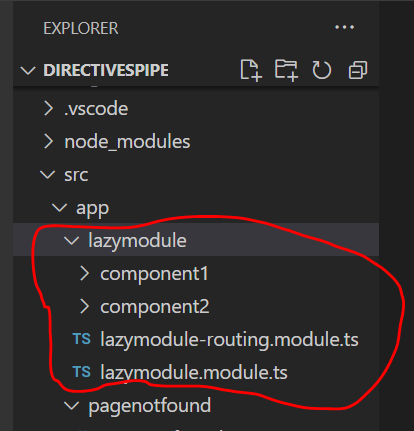 EXPLORER ...
DIRECTIVESPIPE
.vscode
node_modules
src
app
lazymodule
component1
component2
TS lazymodule-routing.module.ts
TS lazymodule.module.ts
pagenotfound